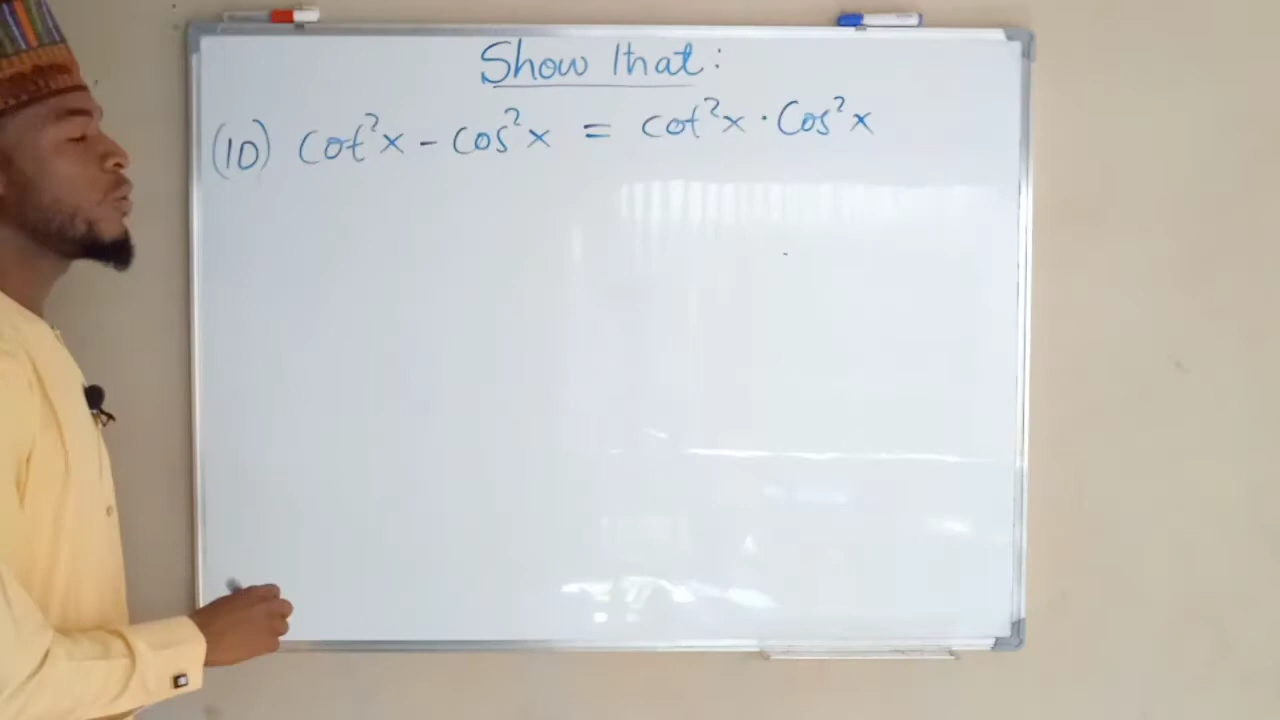 Show that:
(10) cot²x - cos²x = cot²x · cos²x